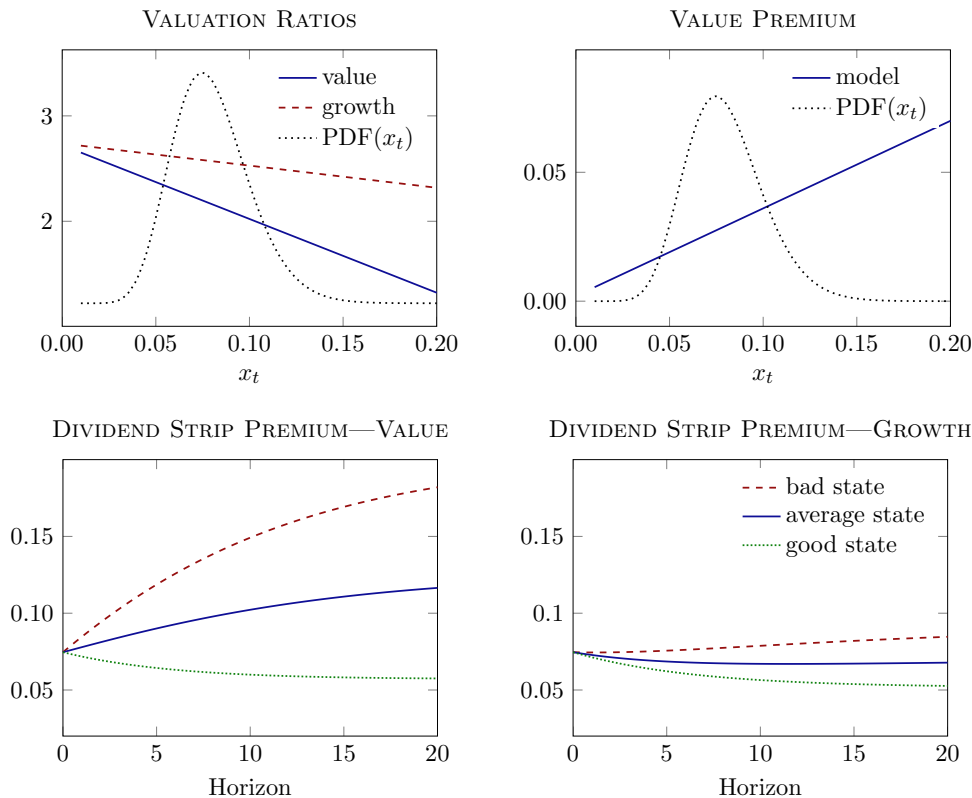 VALUATION RATIOS
value
growth
PDF(x_t)
3
2
0.00 0.05 0.10 0.15 0.20
x_t
VALUE PREMIUM
model
PDF(x_t)
0.05
0.00
0.00 0.05 0.10 0.15 0.20
x_t
DIVIDEND STRIP PREMIUM—VALUE
0.15
0.10
0.05
0 5 10 15 20
Horizon
DIVIDEND STRIP PREMIUM—GROWTH
bad state
average state
good state
0.15
0.10
0.05
0 5 10 15 20
Horizon